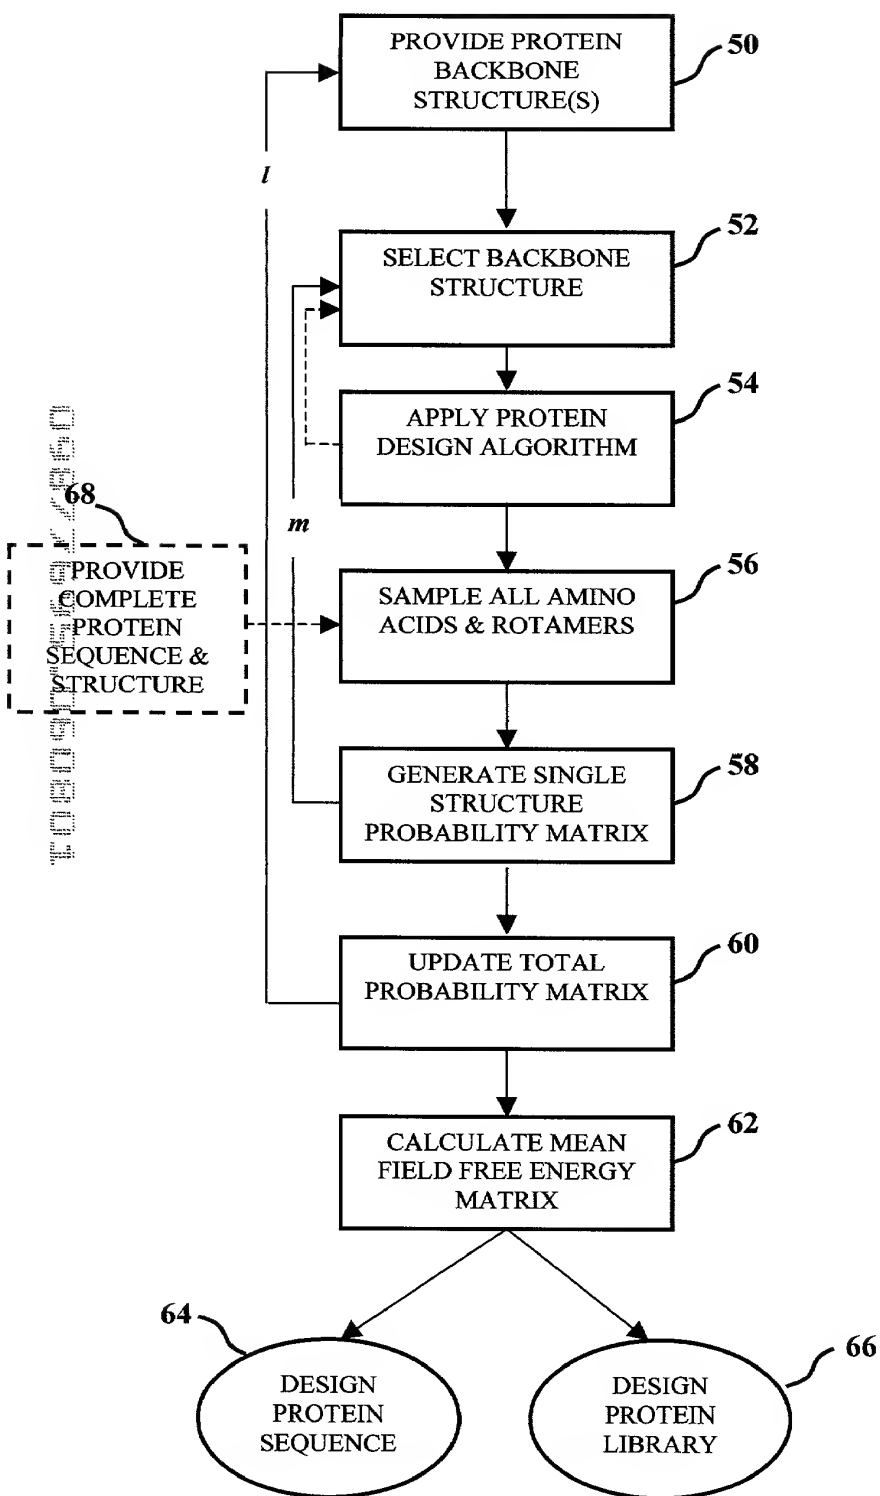 PROVIDE PROTEIN
BACKBONE
STRUCTURE(S)
50
l
SELECT BACKBONE
STRUCTURE
52
APPLY PROTEIN
DESIGN ALGORITHM
54
68
PROVIDE
COMPLETE
PROTEIN
SEQUENCE &
STRUCTURE
m
SAMPLE ALL AMINO
ACIDS & ROTAMERS
56
GENERATE SINGLE
STRUCTURE
PROBABILITY MATRIX
58
UPDATE TOTAL
PROBABILITY MATRIX
60
CALCULATE MEAN
FIELD FREE ENERGY
MATRIX
62
64
DESIGN
PROTEIN
SEQUENCE
66
DESIGN
PROTEIN
LIBRARY